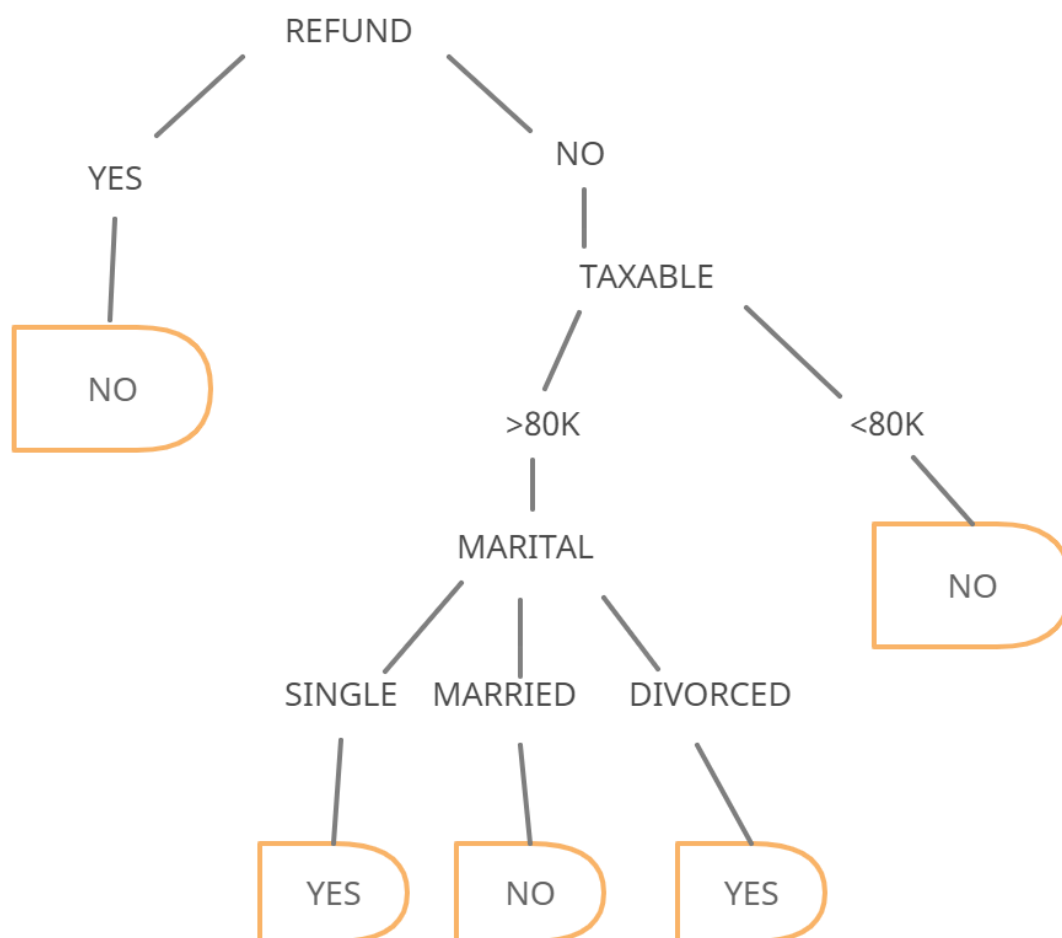 REFUND
YES
NO
TAXABLE
NO
>80K
<80K
MARITAL
NO
SINGLE
MARRIED
DIVORCED
YES
NO
YES